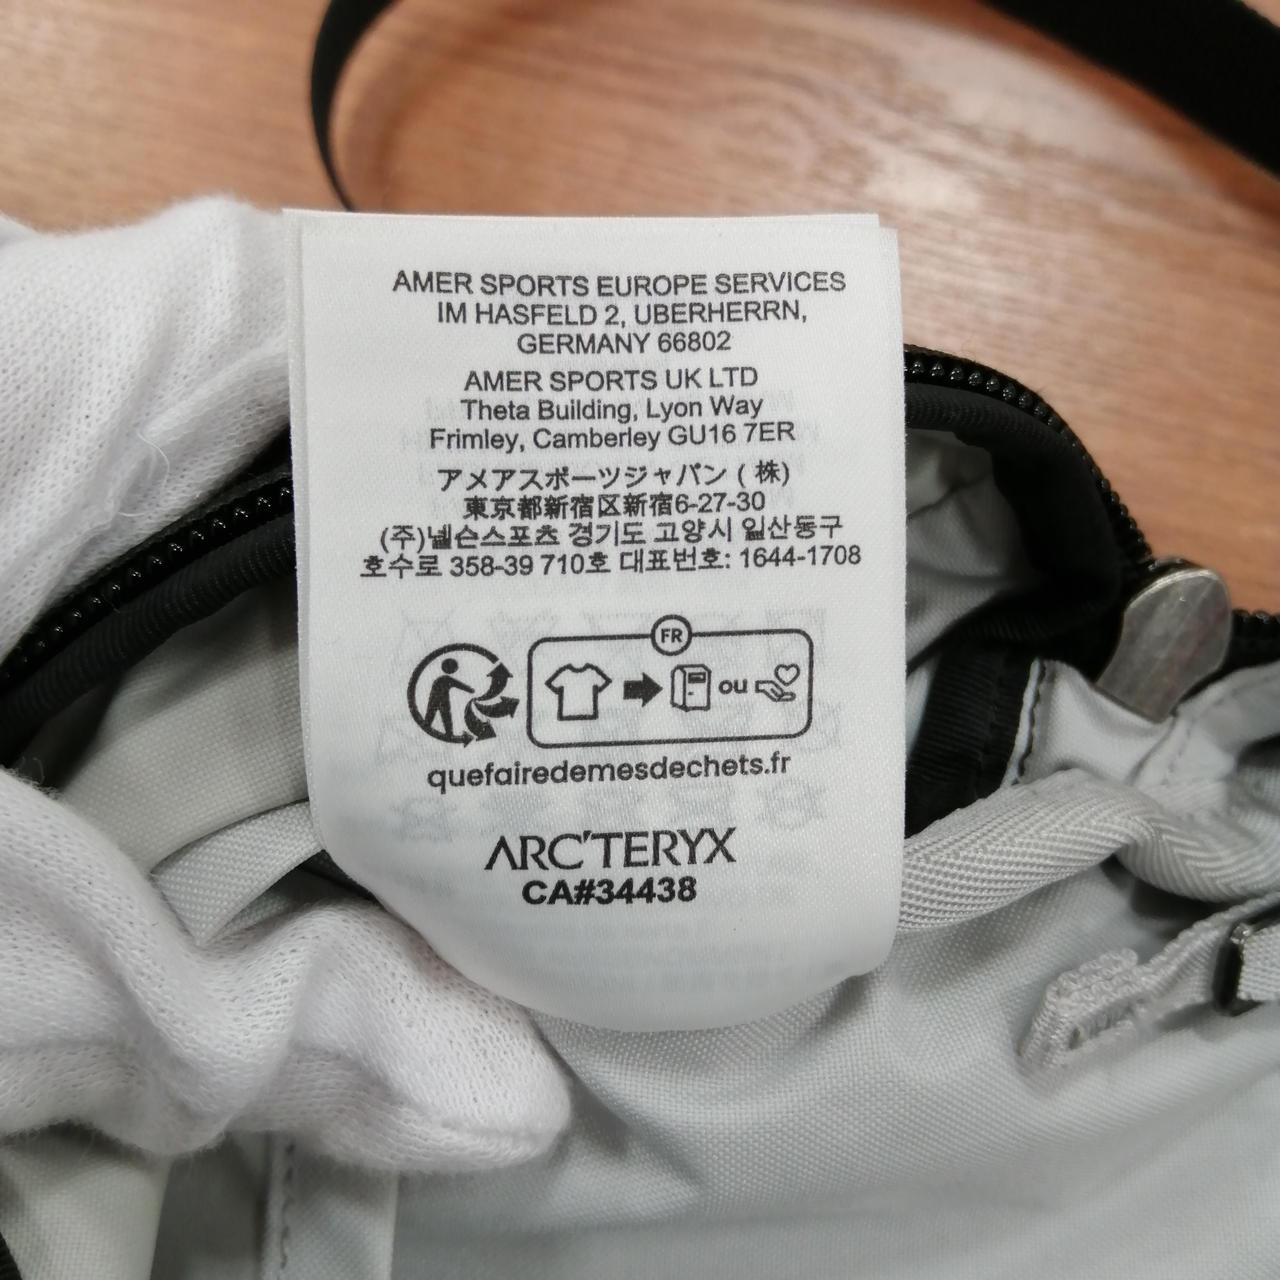 AMER SPORTS EUROPE SERVICES
IM HASFELD 2, UBERHERRN,
GERMANY 66802
AMER SPORTS UK LTD
Theta Building, Lyon Way
Frimley, Camberley GU16 7ER
アメアスポーツジャパン (株)
東京都新宿区新宿6-27-30
(주)넬슨스포츠 경기도 고양시 일산동구
호수로 358-39 710호 대표번호: 1644-1708
FR
ou
quefairedemesdechets.fr
ARC'TERYX
CA#34438